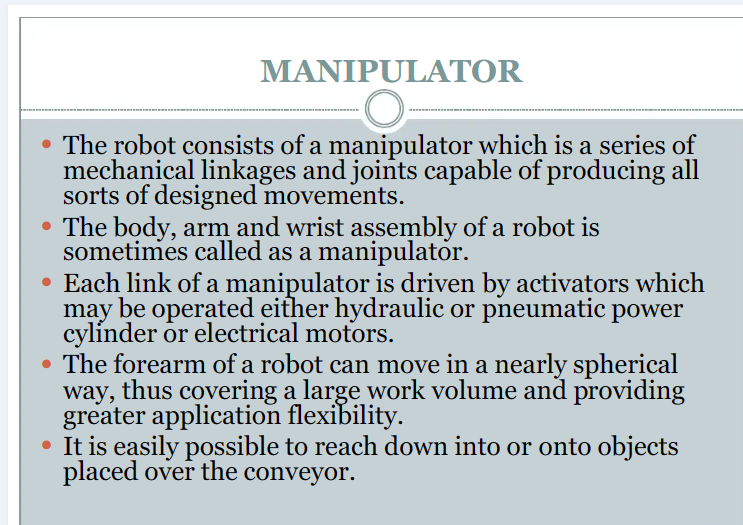 MANIPULATOR
• The robot consists of a manipulator which is a series of
mechanical linkages and joints capable of producing all
sorts of designed movements.
• The body, arm and wrist assembly of a robot is
sometimes called as a manipulator.
• Each link of a manipulator is driven by activators which
may be operated either hydraulic or pneumatic power
cylinder or electrical motors.
• The forearm of a robot can move in a nearly spherical
way, thus covering a large work volume and providing
greater application flexibility.
• It is easily possible to reach down into or onto objects
placed over the conveyor.